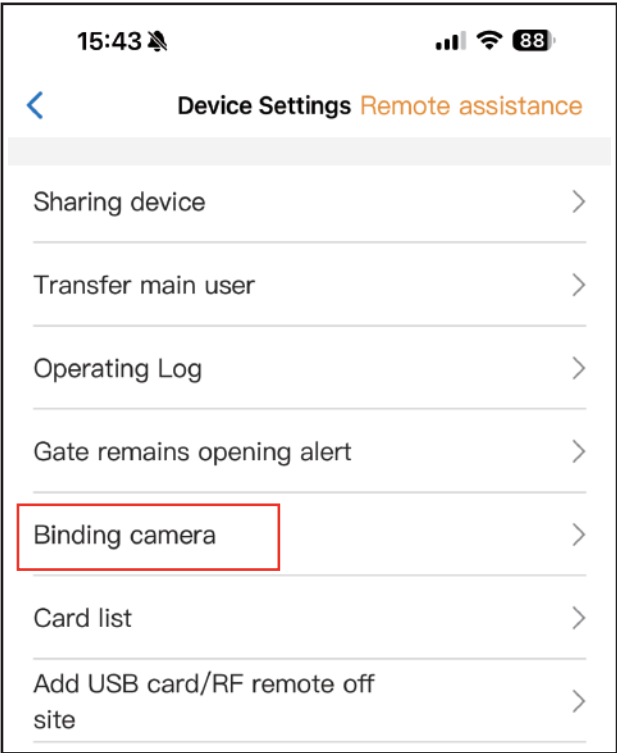 15:43
88
Device Settings Remote assistance
Sharing device
Transfer main user
Operating Log
Gate remains opening alert
Binding camera
Card list
Add USB card/RF remote off
site